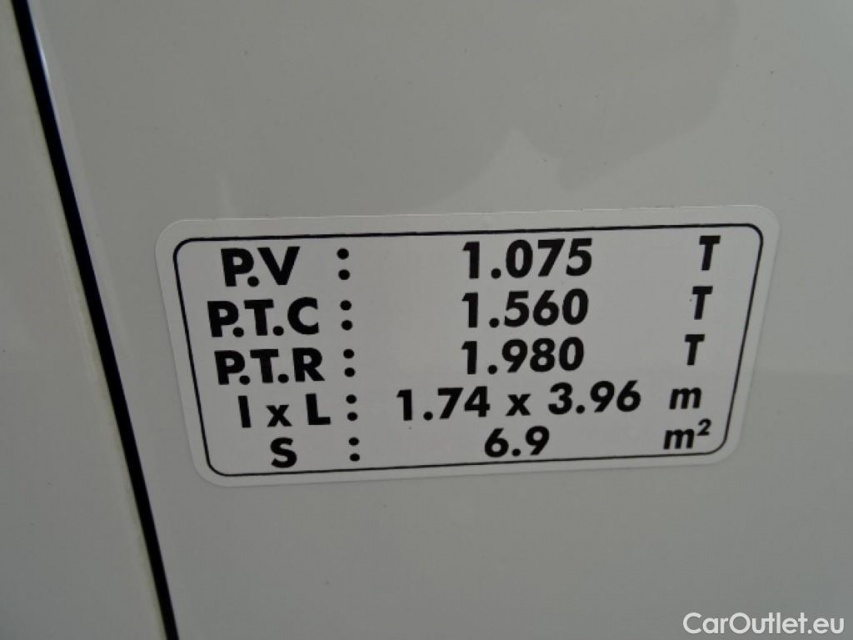 P.V : 1.075 T
P.T.C : 1.560 T
P.T.R : 1.980 T
l x L : 1.74 x 3.96 m
S : 6.9 m²
CarOutlet.eu